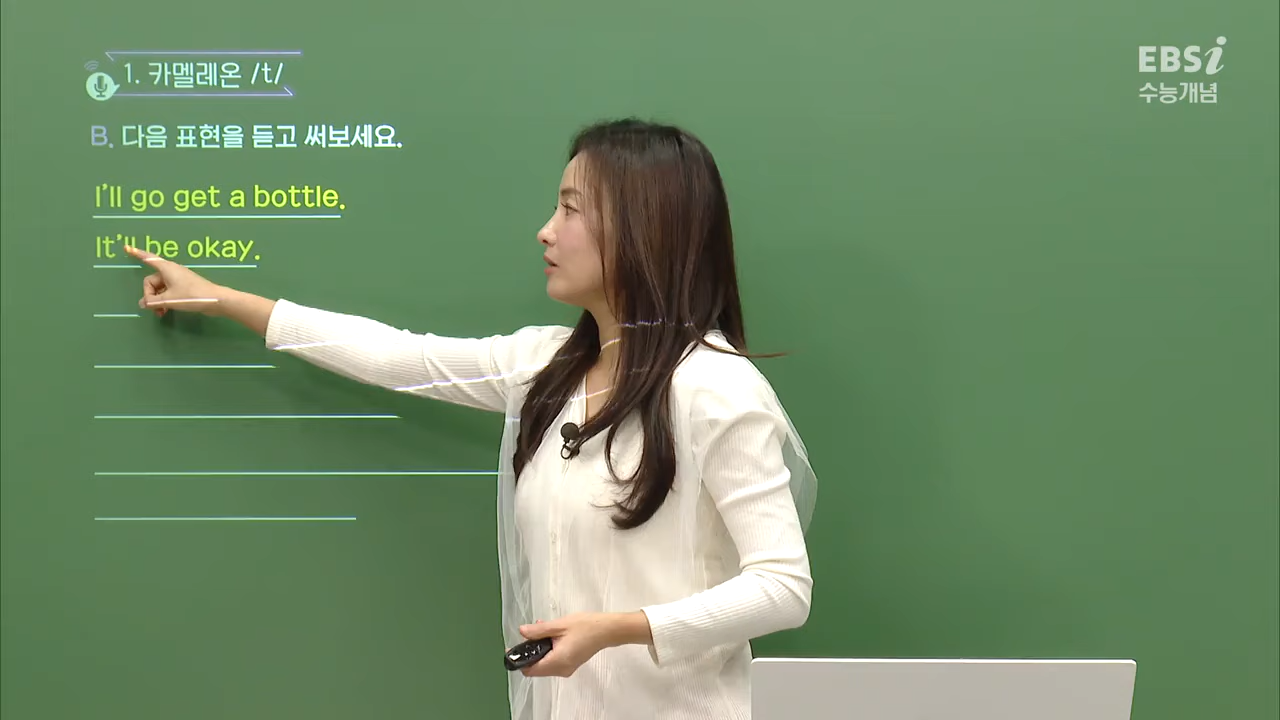 1. 카멜레온 /t/
B. 다음 표현을 듣고 써보세요.
I'll go get a bottle.
It'll be okay.
EBSi
수능개념